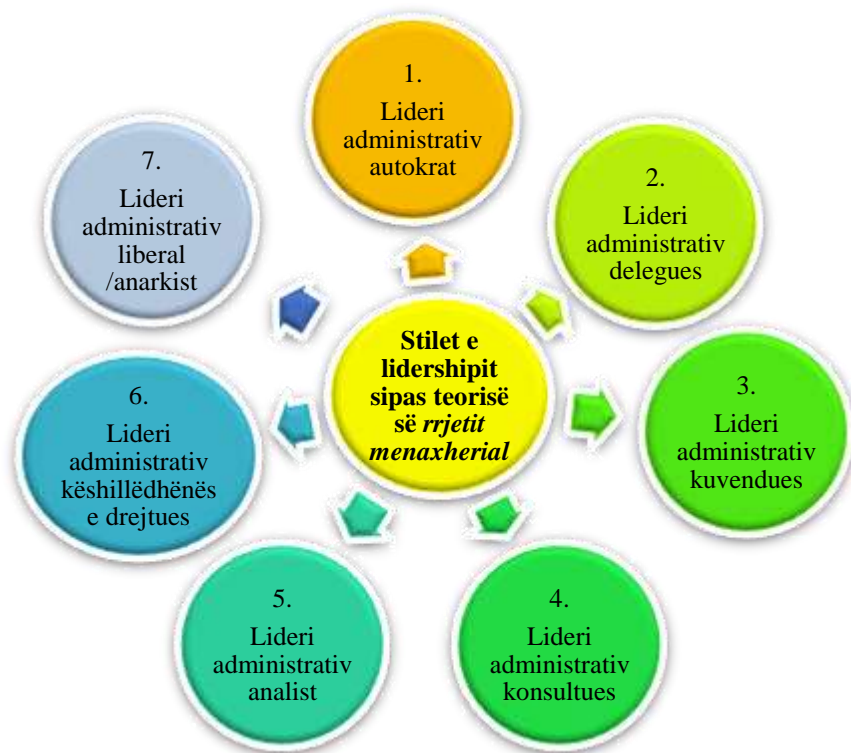 1.
Lideri
administrativ
autokrat
2.
Lideri
administrativ
delegues
3.
Lideri
administrativ
kuvendues
4.
Lideri
administrativ
konsultues
5.
Lideri
administrativ
analist
6.
Lideri
administrativ
këshillëdhënës
e drejtues
7.
Lideri
administrativ
liberal
/anarkist
Stilet e
lidershipit
sipas teorisë
së rrjetit
menaxherial